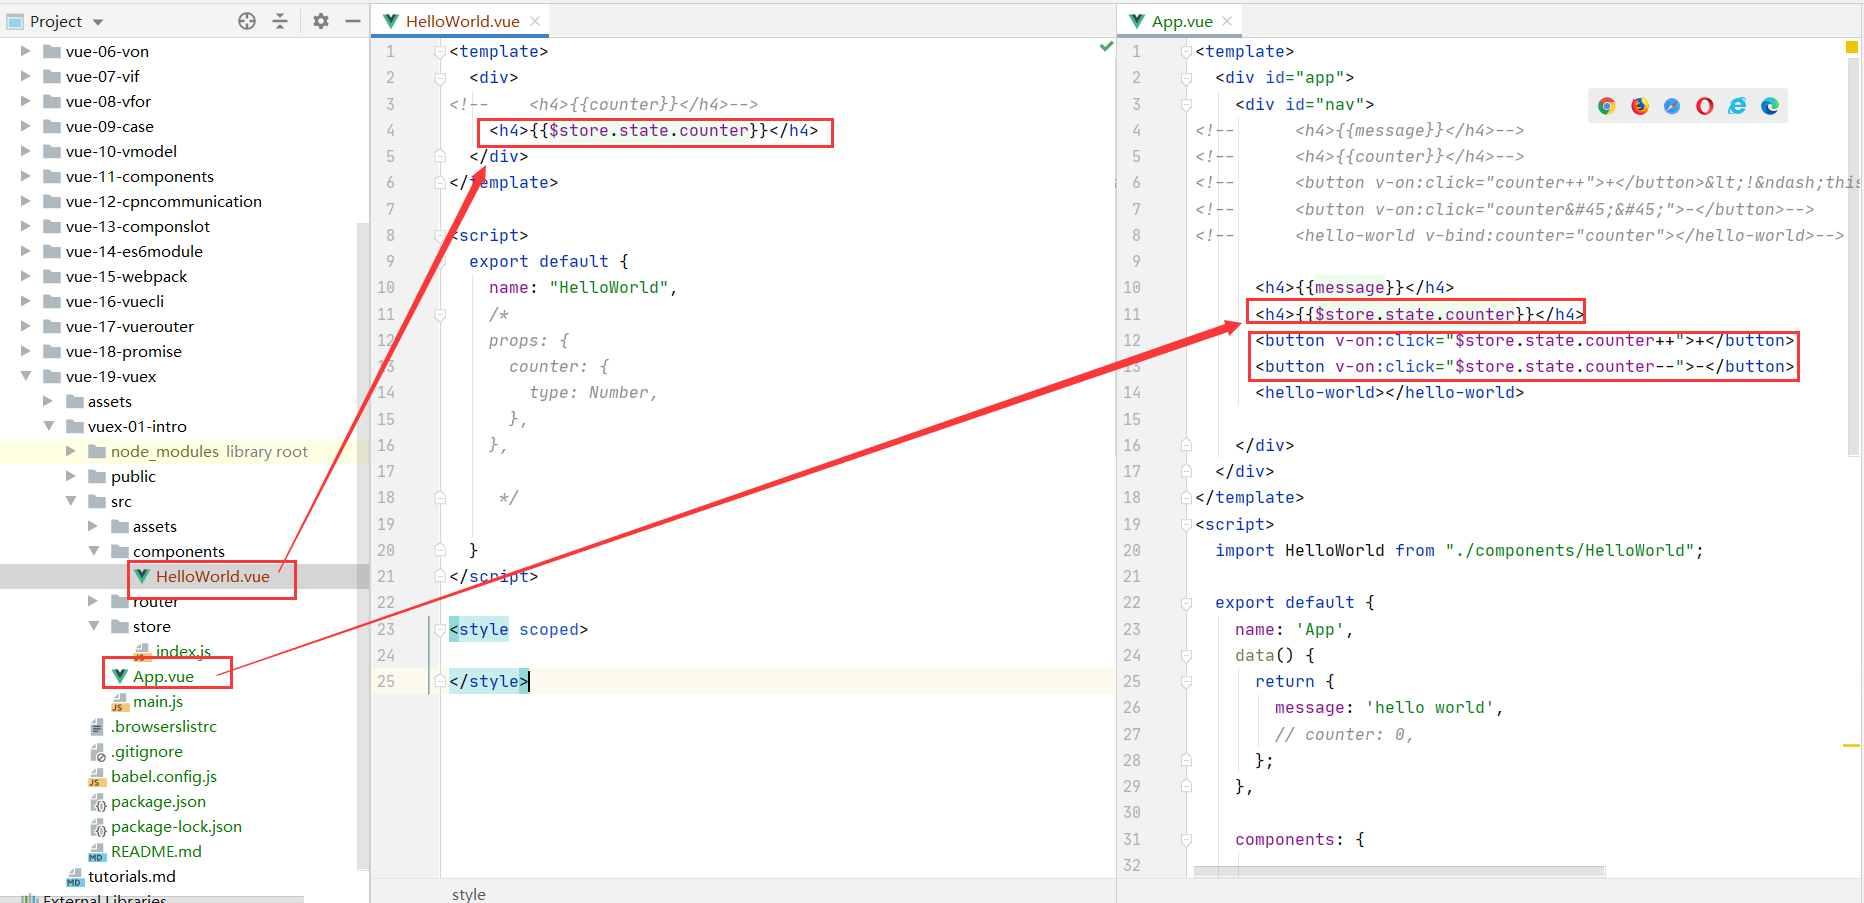 Project
vue-06-von
vue-07-vif
vue-08-vfor
vue-09-case
vue-10-vmodel
vue-11-components
vue-12-cpncommunication
vue-13-componslot
vue-14-es6module
vue-15-webpack
vue-16-vuecli
vue-17-vuerouter
vue-18-promise
vue-19-vuex
assets
vuex-01-intro
node_modules library root
public
src
assets
components
HelloWorld.vue
router
store
index.js
App.vue
main.js
.browserslistrc
.gitignore
babel.config.js
package.json
package-lock.json
README.md
tutorials.md
External Libraries
HelloWorld.vue
1 <template>
2 <div>
3 <!-- <h4>{{counter}}</h4>-->
4 <h4>{{$store.state.counter}}</h4>
5 </div>
6 </template>
7
8 <script>
9 export default {
10 name: "HelloWorld",
11 /*
12 props: {
13 counter: {
14 type: Number,
15 },
16 },
17
18 */
19
20 }
21 </script>
22
23 <style scoped>
24
25 </style>
style
App.vue
1 <template>
2 <div id="app">
3 <div id="nav">
4 <!-- <h4>{{message}}</h4>-->
5 <!-- <h4>{{counter}}</h4>-->
6 <!-- <button v-on:click="counter++">+</button>&lt;!&ndash;this
7 <!-- <button v-on:click="counter&#45;&#45;">-</button>-->
8 <!-- <hello-world v-bind:counter="counter"></hello-world>-->
9
10 <h4>{{message}}</h4>
11 <h4>{{$store.state.counter}}</h4>
12 <button v-on:click="$store.state.counter++">+</button>
13 <button v-on:click="$store.state.counter--">-</button>
14 <hello-world></hello-world>
15
16 </div>
17 </div>
18 </template>
19 <script>
20 import HelloWorld from "./components/HelloWorld";
21
22 export default {
23 name: 'App',
24 data() {
25 return {
26 message: 'hello world',
27 // counter: 0,
28 };
29 },
30
31 components: {
32